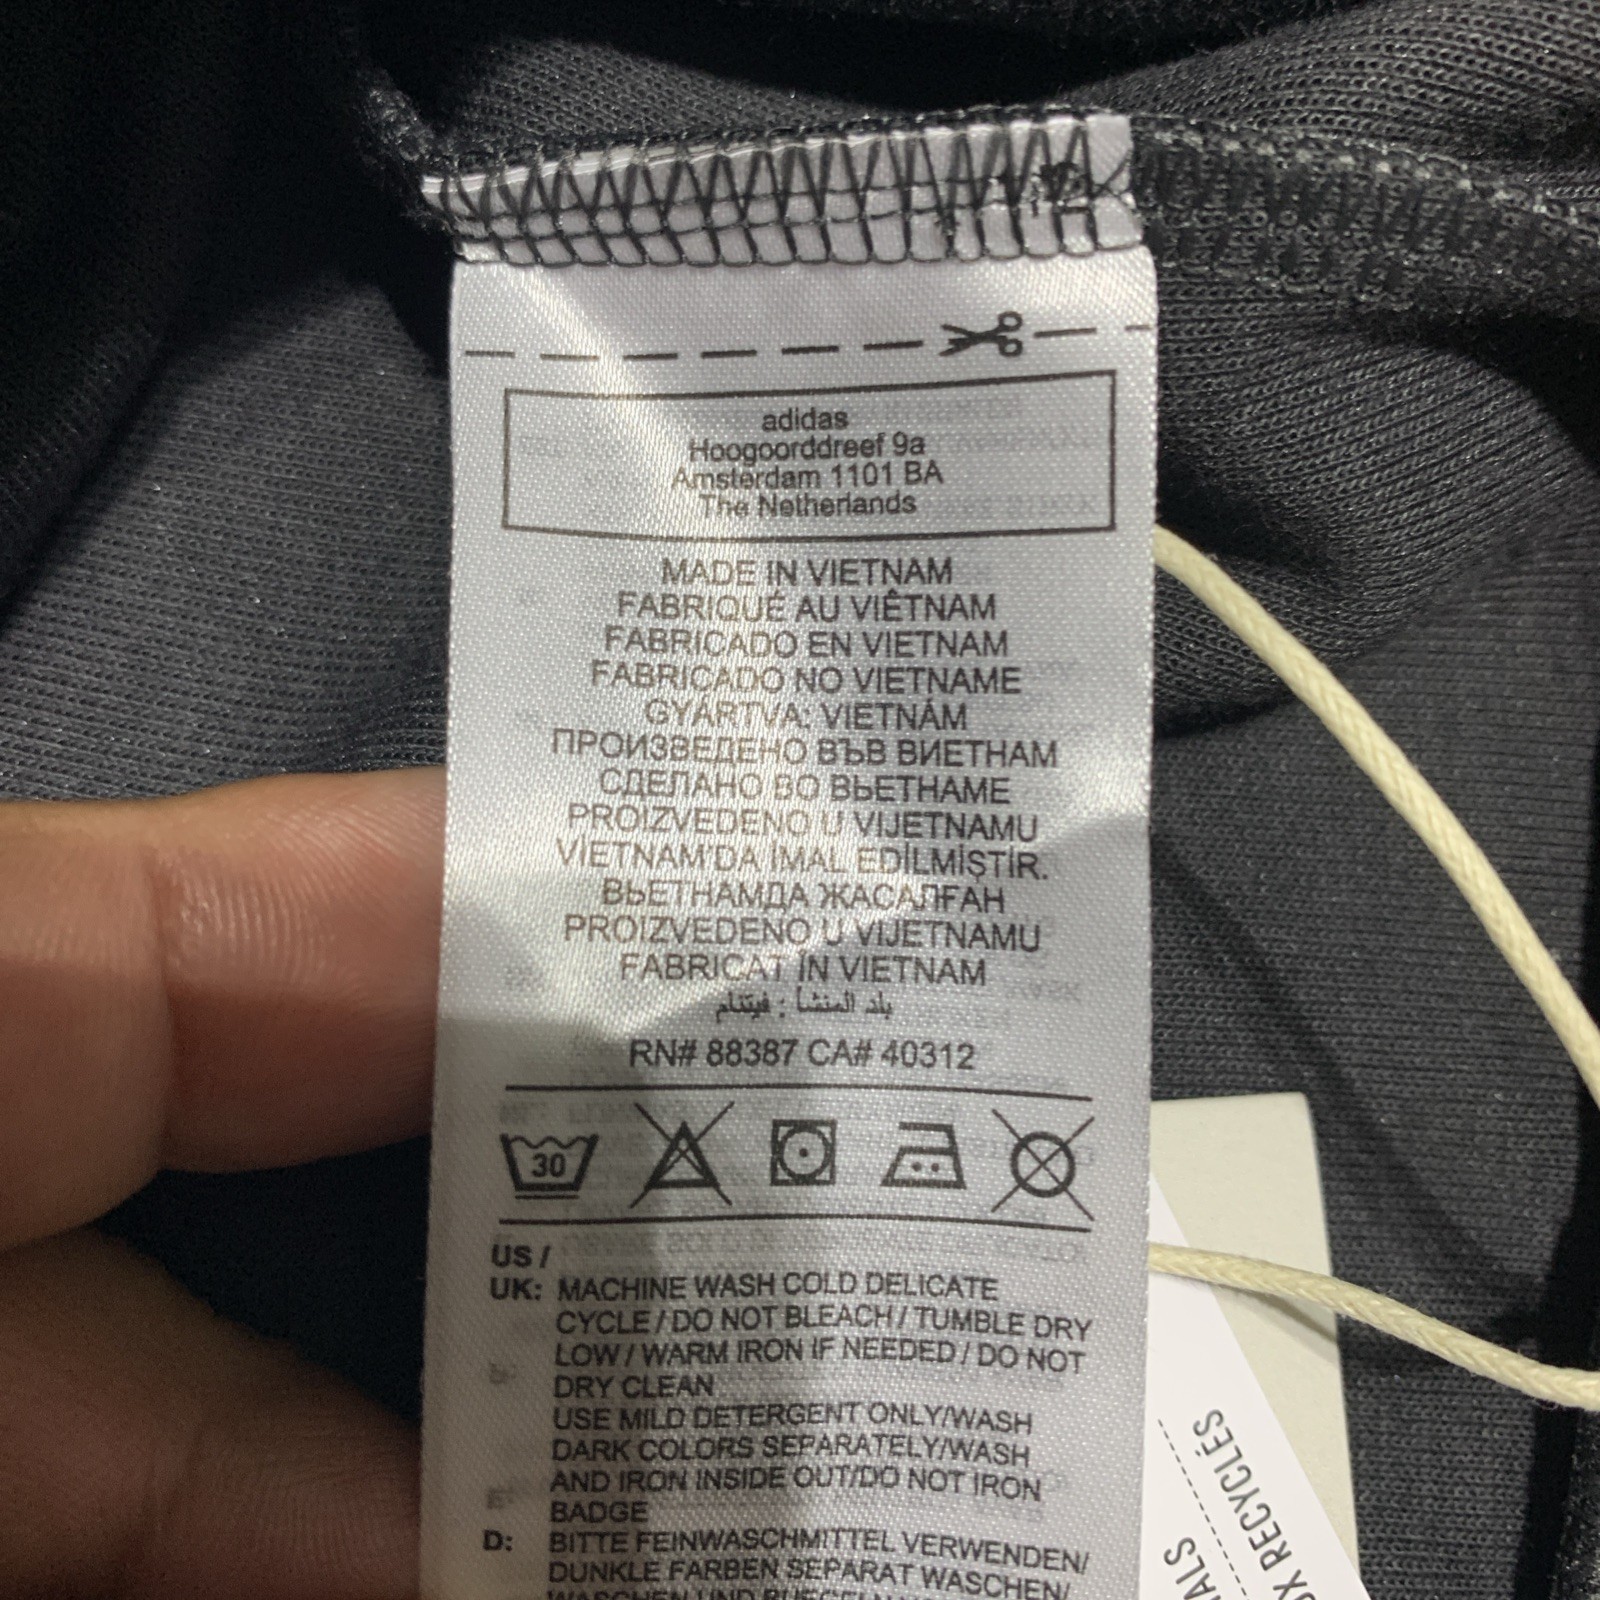 adidas
Hoogoorddreef 9a
Amsterdam 1101 BA
The Netherlands
MADE IN VIETNAM
FABRIQUÉ AU VIÊTNAM
FABRICADO EN VIETNAM
FABRICADO NO VIETNAME
GYÁRTVA: VIETNÁM
ПРОИЗВЕДЕНО ВЪВ ВИЕТНАМ
СДЕЛАНО ВО ВЬЕТНАМЕ
PROIZVEDENO U VIJETNAMU
VIETNAM'DA İMAL EDİLMİŞTİR.
ВЬЕТНАМДА ЖАСАЛҒАН
PROIZVEDENO U VIJETNAMU
FABRICAT ÎN VIETNAM
بلد المنشأ : فيتنام
RN# 88387 CA# 40312
30
US /
UK: MACHINE WASH COLD DELICATE
CYCLE / DO NOT BLEACH / TUMBLE DRY
LOW / WARM IRON IF NEEDED / DO NOT
DRY CLEAN
USE MILD DETERGENT ONLY/WASH
DARK COLORS SEPARATELY/WASH
AND IRON INSIDE OUT/DO NOT IRON
BADGE
D: BITTE FEINWASCHMITTEL VERWENDEN/
DUNKLE FARBEN SEPARAT WASCHEN/
WASCHEN UND
RECYCLÉS